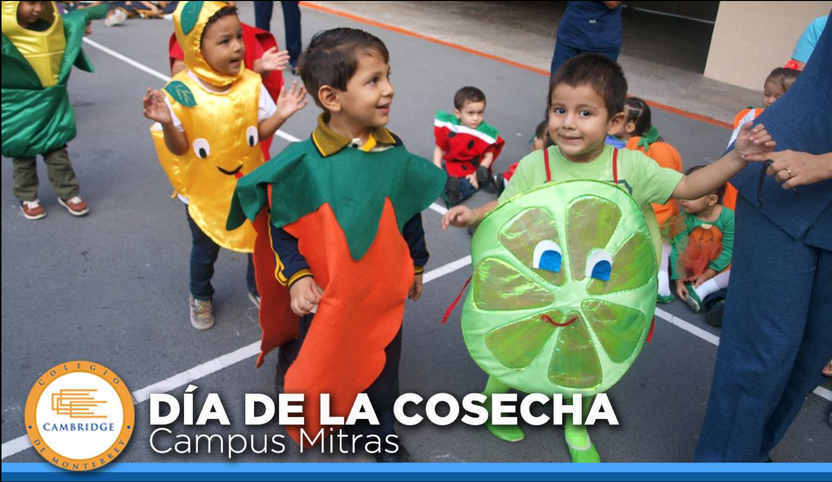 COLEGIO
CAMBRIDGE
DE MONTERREY
DÍA DE LA COSECHA
Campus Mitras